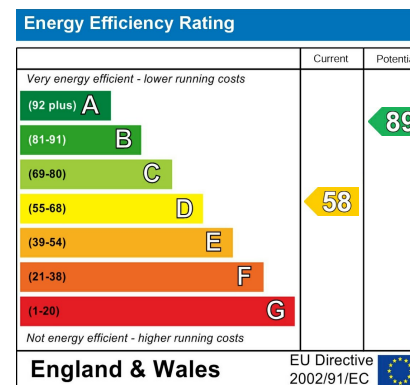 Energy Efficiency Rating
Current Potentia
Very energy efficient - lower running costs
(92 plus) A
(81-91) B
(69-80) C
(55-68) D
(39-54) E
(21-38) F
(1-20) G
58
89
Not energy efficient - higher running costs
England & Wales
EU Directive
2002/91/EC